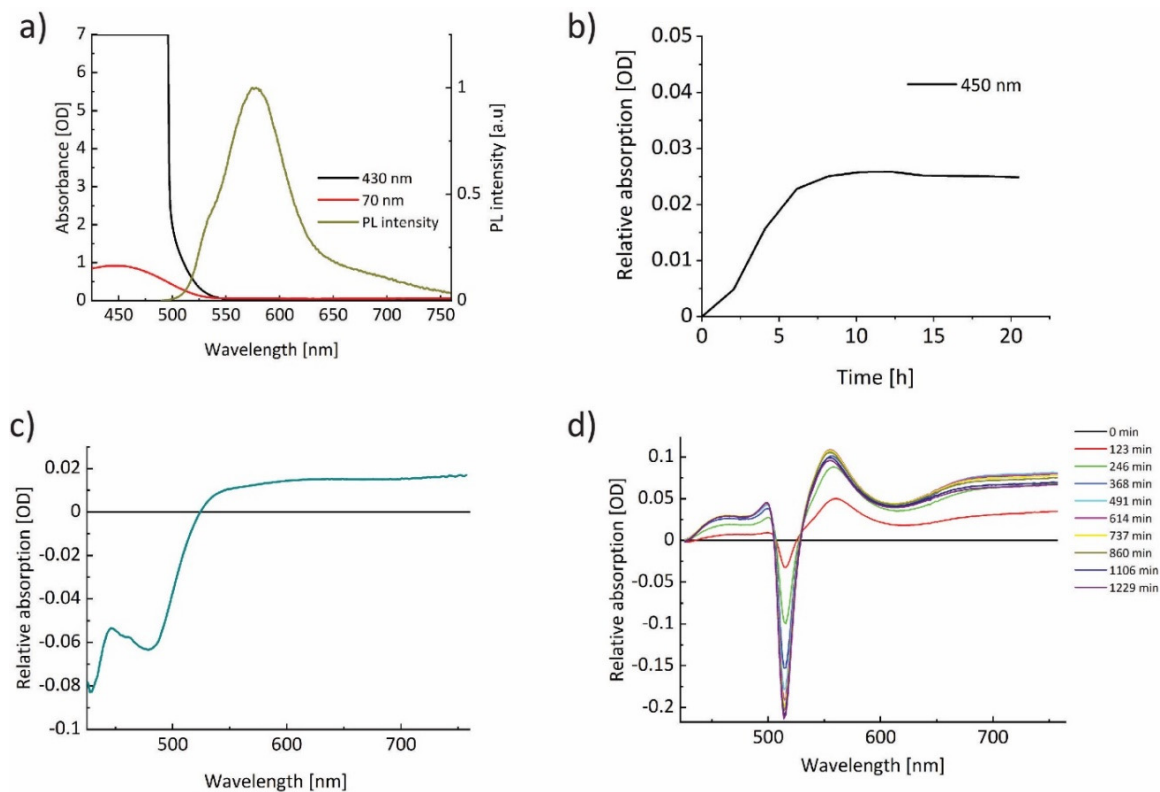 a)
7
6
5
4
3
2
1
0
Absorbance [OD]
1
0.5
0
PL intensity [a.u]
430 nm
70 nm
PL intensity
450 500 550 600 650 700 750
Wavelength [nm]
b)
0.05
0.04
0.03
0.02
0.01
0
Relative absorption [OD]
450 nm
0 5 10 15 20
Time [h]
c)
0.02
0
-0.02
-0.04
-0.06
-0.08
-0.1
Relative absorption [OD]
500 600 700
Wavelength [nm]
d)
0.1
0.05
0
-0.05
-0.1
-0.15
-0.2
Relative absorption [OD]
500 600 700
Wavelength [nm]
0 min
123 min
246 min
368 min
491 min
614 min
737 min
860 min
1106 min
1229 min